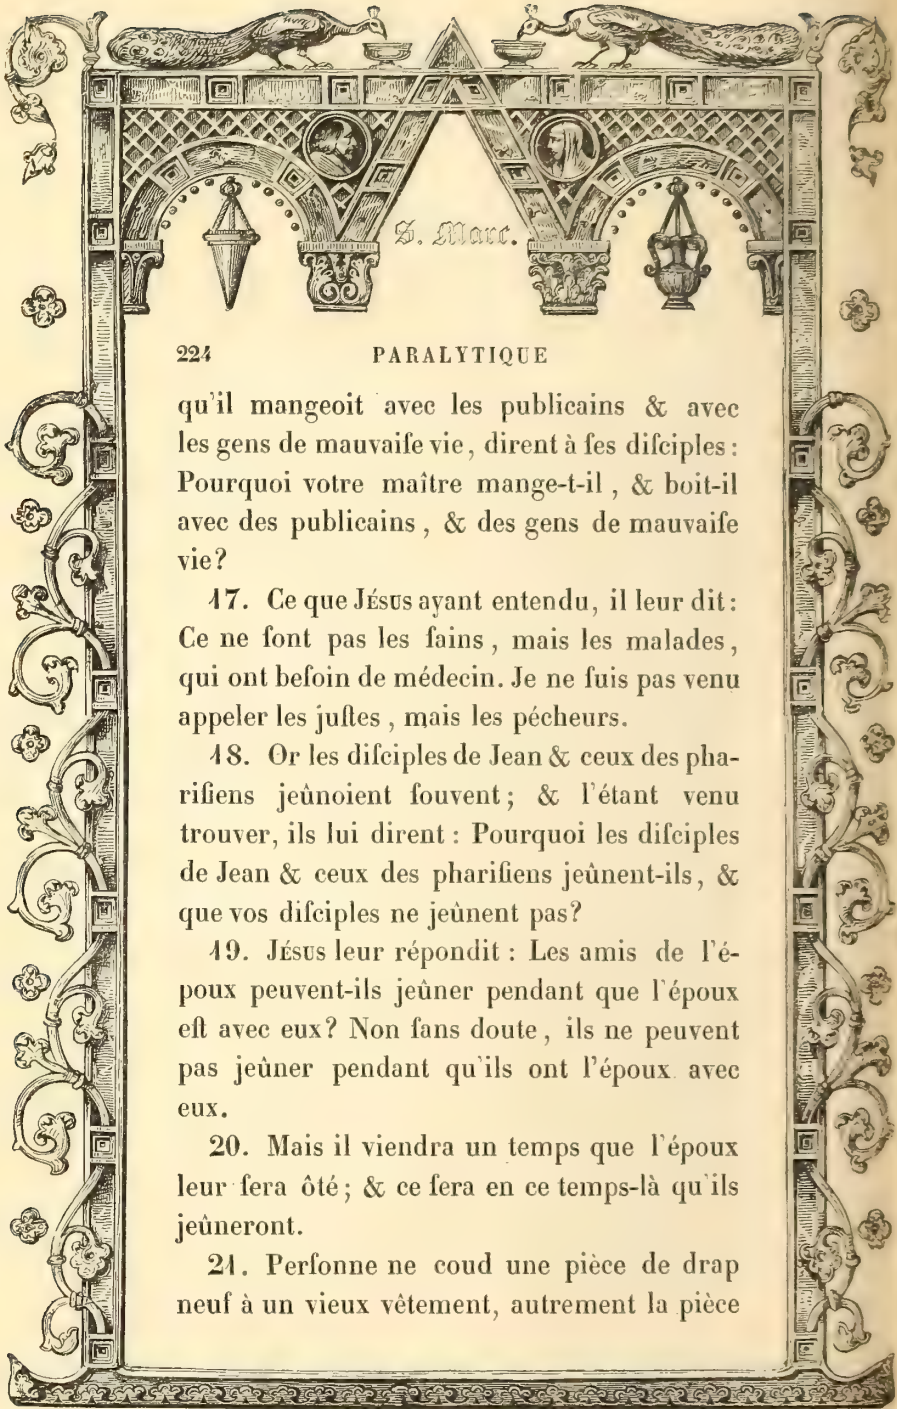 S. Marc.
224 PARALYTIQUE
qu'il mangeoit avec les publicains & avec
les gens de mauvaiſe vie, dirent à ſes diſciples :
Pourquoi votre maître mange-t-il, & boit-il
avec des publicains, & des gens de mauvaiſe
vie?
17. Ce que Jésus ayant entendu, il leur dit:
Ce ne ſont pas les ſains, mais les malades,
qui ont beſoin de médecin. Je ne ſuis pas venu
appeler les juſtes, mais les pécheurs.
18. Or les diſciples de Jean & ceux des pha-
riſiens jeûnoient ſouvent; & l'étant venu
trouver, ils lui dirent : Pourquoi les diſciples
de Jean & ceux des phariſiens jeûnent-ils, &
que vos diſciples ne jeûnent pas?
19. Jésus leur répondit : Les amis de l'é-
poux peuvent-ils jeûner pendant que l'époux
eſt avec eux? Non ſans doute, ils ne peuvent
pas jeûner pendant qu'ils ont l'époux avec
eux.
20. Mais il viendra un temps que l'époux
leur ſera ôté; & ce ſera en ce temps-là qu'ils
jeûneront.
21. Perſonne ne coud une pièce de drap
neuf à un vieux vêtement, autrement la pièce